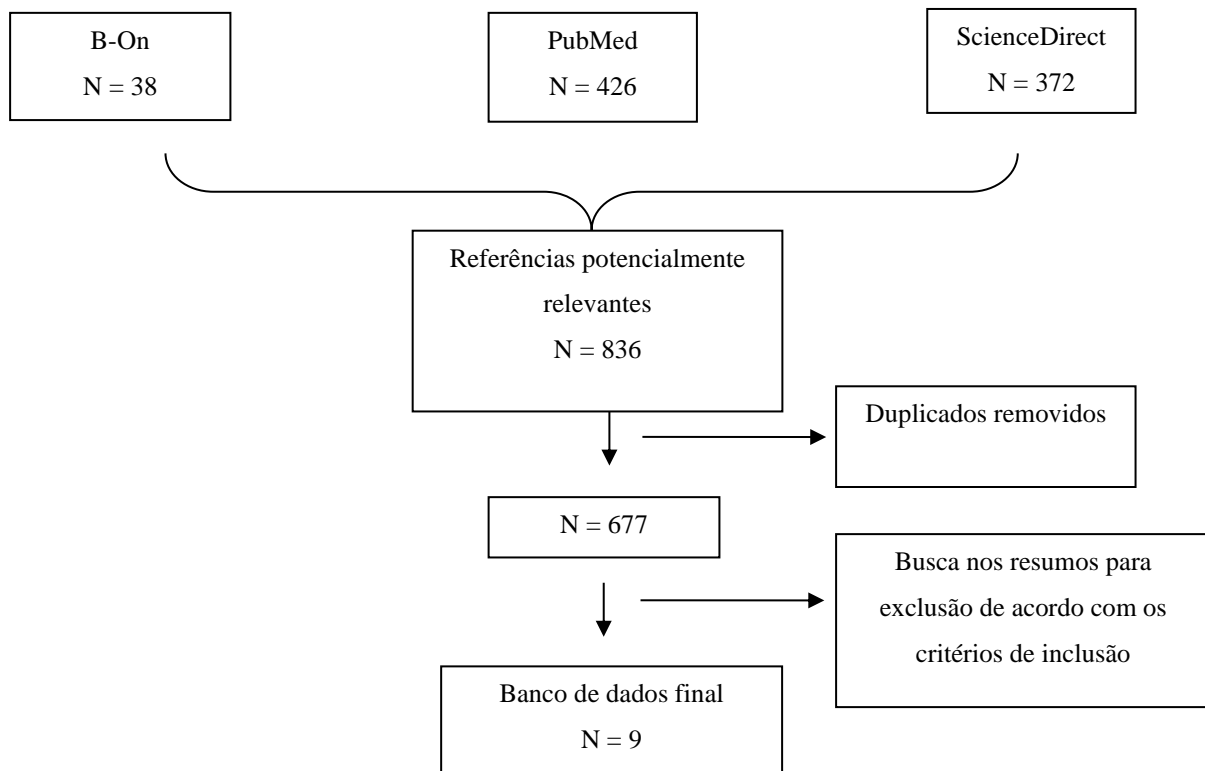 B-On
N = 38
PubMed
N = 426
ScienceDirect
N = 372
Referências potencialmente
relevantes
N = 836
Duplicados removidos
N = 677
Busca nos resumos para
exclusão de acordo com os
critérios de inclusão
Banco de dados final
N = 9